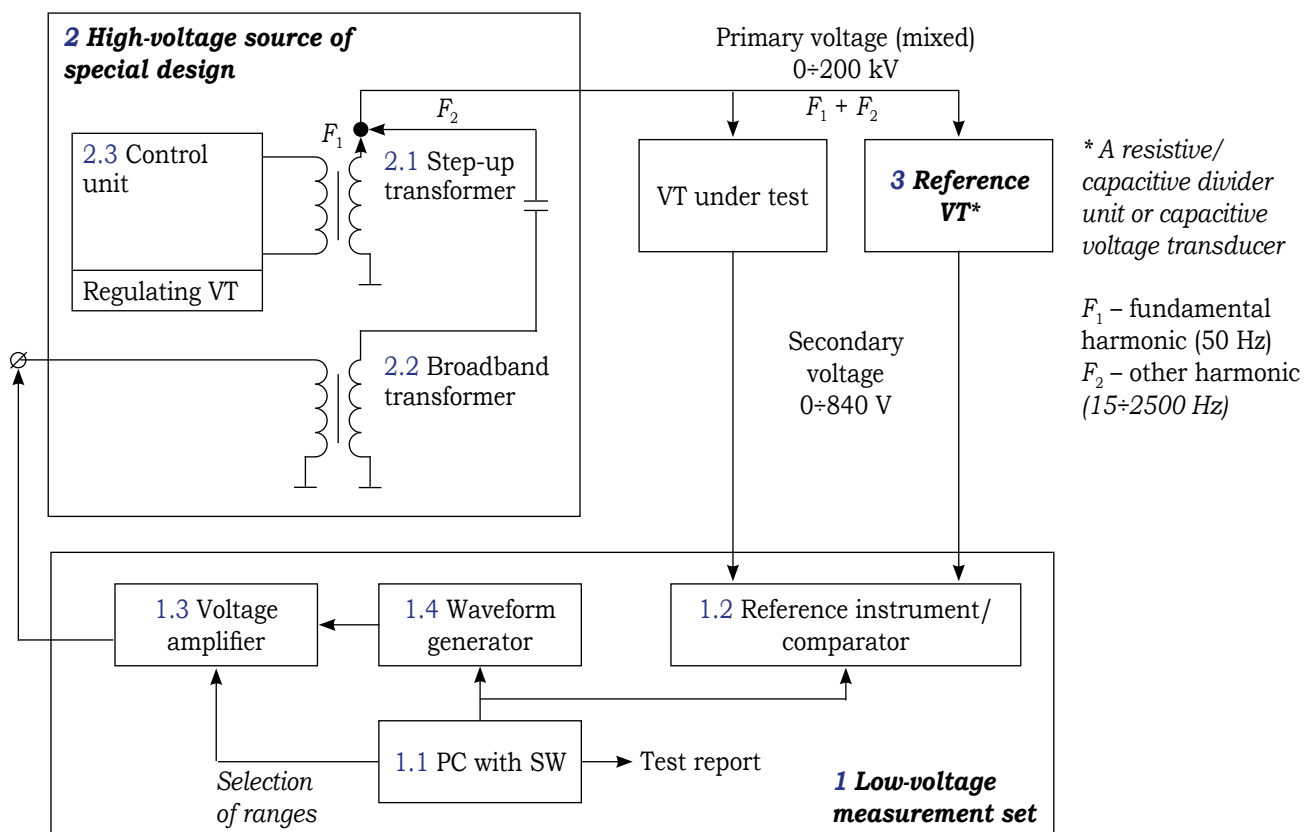 2 High-voltage source of
special design
Primary voltage (mixed)
0÷200 kV
F₁ + F₂
F₂
F₁
2.3 Control
unit
Regulating VT
2.1 Step-up
transformer
2.2 Broadband
transformer
VT under test
3 Reference
VT*
* A resistive/
capacitive divider
unit or capacitive
voltage transducer
F₁ – fundamental
harmonic (50 Hz)
F₂ – other harmonic
(15÷2500 Hz)
Secondary
voltage
0÷840 V
1.3 Voltage
amplifier
1.4 Waveform
generator
1.2 Reference instrument/
comparator
1.1 PC with SW
Test report
Selection
of ranges
1 Low-voltage
measurement set